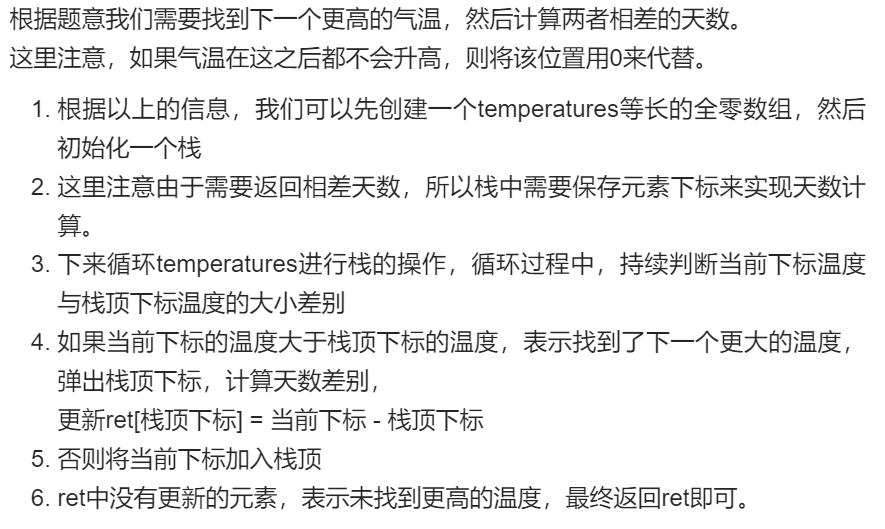 根据题意我们需要找到下一个更高的气温，然后计算两者相差的天数。
这里注意，如果气温在这之后都不会升高，则将该位置用0来代替。
1. 根据以上的信息，我们可以先创建一个temperatures等长的全零数组，然后
初始化一个栈
2. 这里注意由于需要返回相差天数，所以栈中需要保存元素下标来实现天数计
算。
3. 下来循环temperatures进行栈的操作，循环过程中，持续判断当前下标温度
与栈顶下标温度的大小差别
4. 如果当前下标的温度大于栈顶下标的温度，表示找到了下一个更大的温度，
弹出栈顶下标，计算天数差别，
更新ret[栈顶下标] = 当前下标 - 栈顶下标
5. 否则将当前下标加入栈顶
6. ret中没有更新的元素，表示未找到更高的温度，最终返回ret即可。